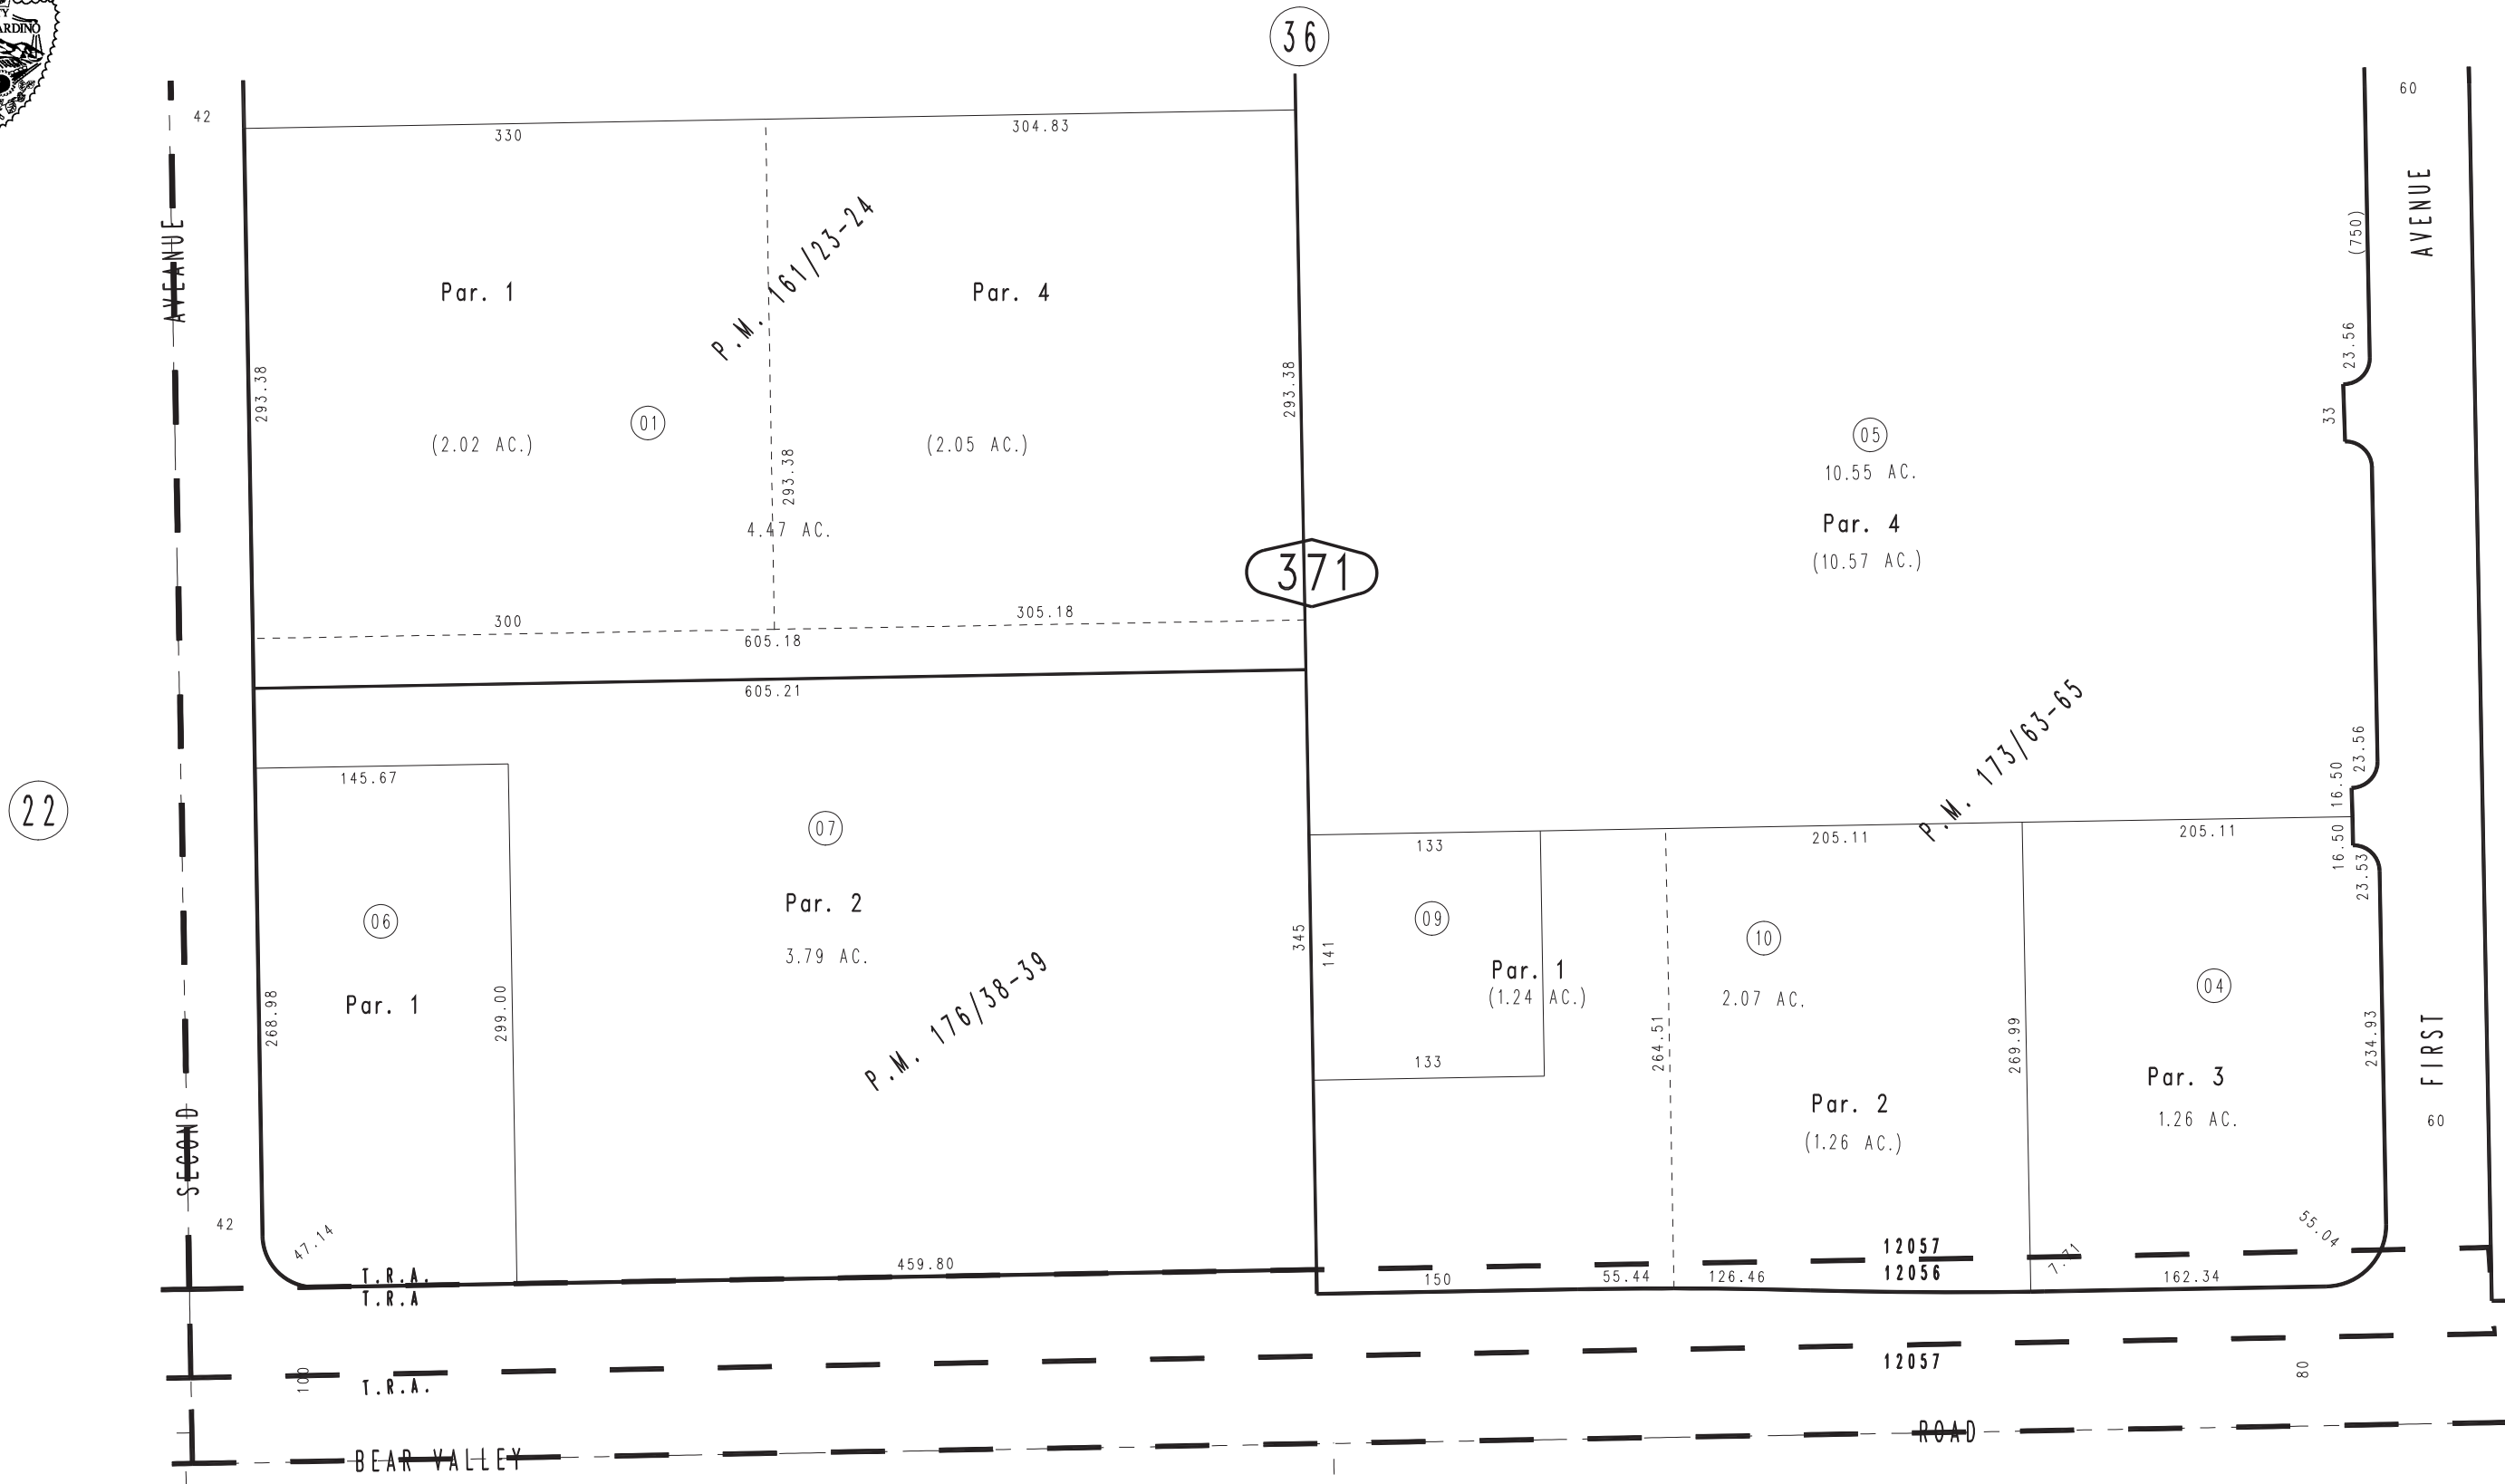 ARDINO
36
42
60
330
304.83
AVEANUE
AVENUE
P.M. 161/23-24
(750)
Par. 1
Par. 4
23.56
293.38
293.38
33
01
05
(2.02 AC.)
(2.05 AC.)
10.55 AC.
293.38
Par. 4
4.47 AC.
(10.57 AC.)
371
300
305.18
605.18
605.21
P.M. 173/63-65
23.56
145.67
16.50
22
07
133
205.11
205.11
16.50
23.53
06
Par. 2
09
10
345
141
3.79 AC.
Par. 1
04
(1.24 AC.)
2.07 AC.
Par. 1
P.M. 176/38-39
268.98
299.00
264.51
269.99
234.93
FIRST
133
Par. 3
Par. 2
1.26 AC.
60
(1.26 AC.)
SECOND
42
47.14
55.04
12057
7.71
459.80
T.R.A.
12056
150
55.44
126.46
162.34
T.R.A
12057
100
T.R.A.
80
BEAR VALLEY
ROAD